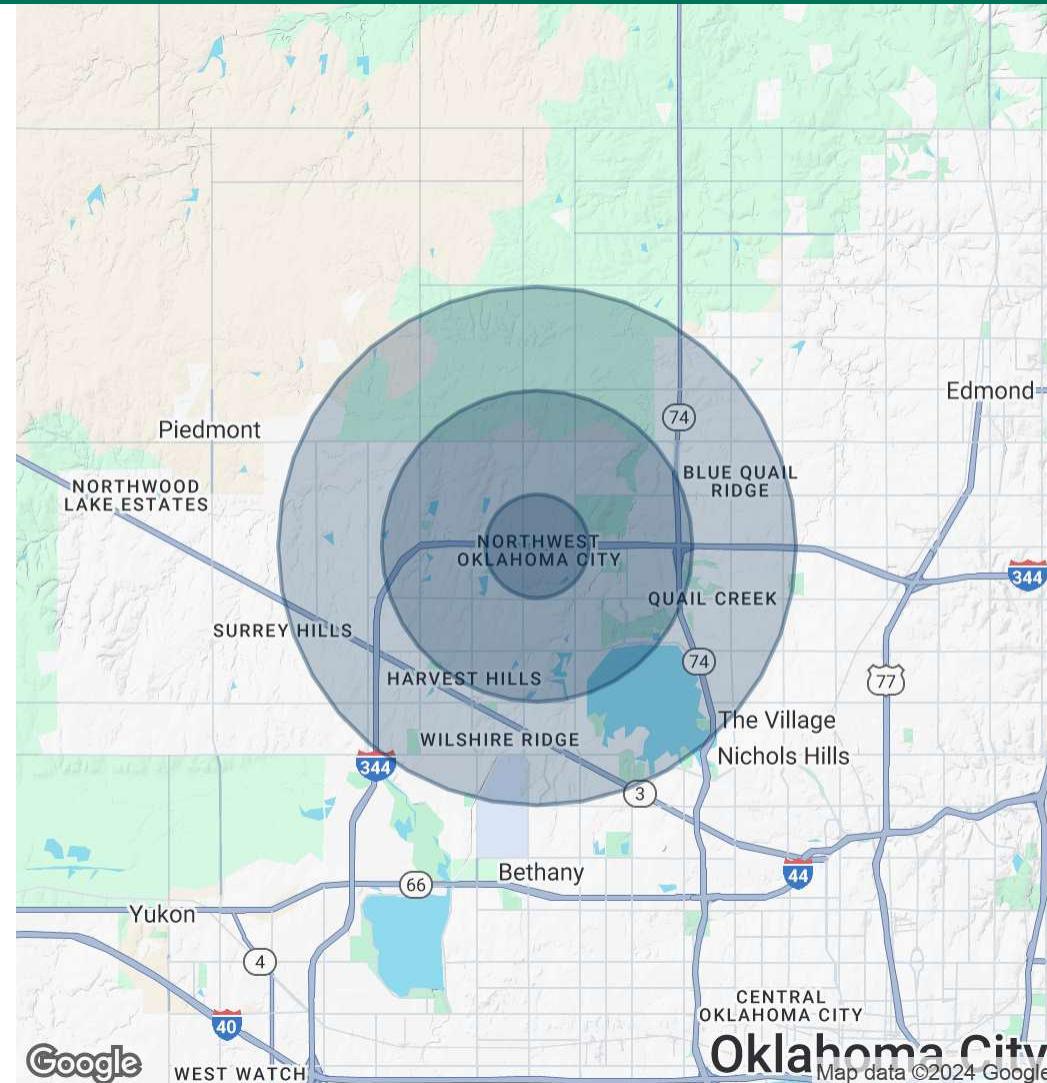 Edmond
74
Piedmont
BLUE QUAIL
RIDGE
NORTHWOOD
LAKE ESTATES
NORTHWEST
OKLAHOMA CITY
344
QUAIL CREEK
SURREY HILLS
74
HARVEST HILLS
77
The Village
WILSHIRE RIDGE
Nichols Hills
344
3
Bethany
44
66
Yukon
4
CENTRAL
OKLAHOMA CITY
40
Oklahoma City
Google
WEST WATCH
Map data ©2024 Google